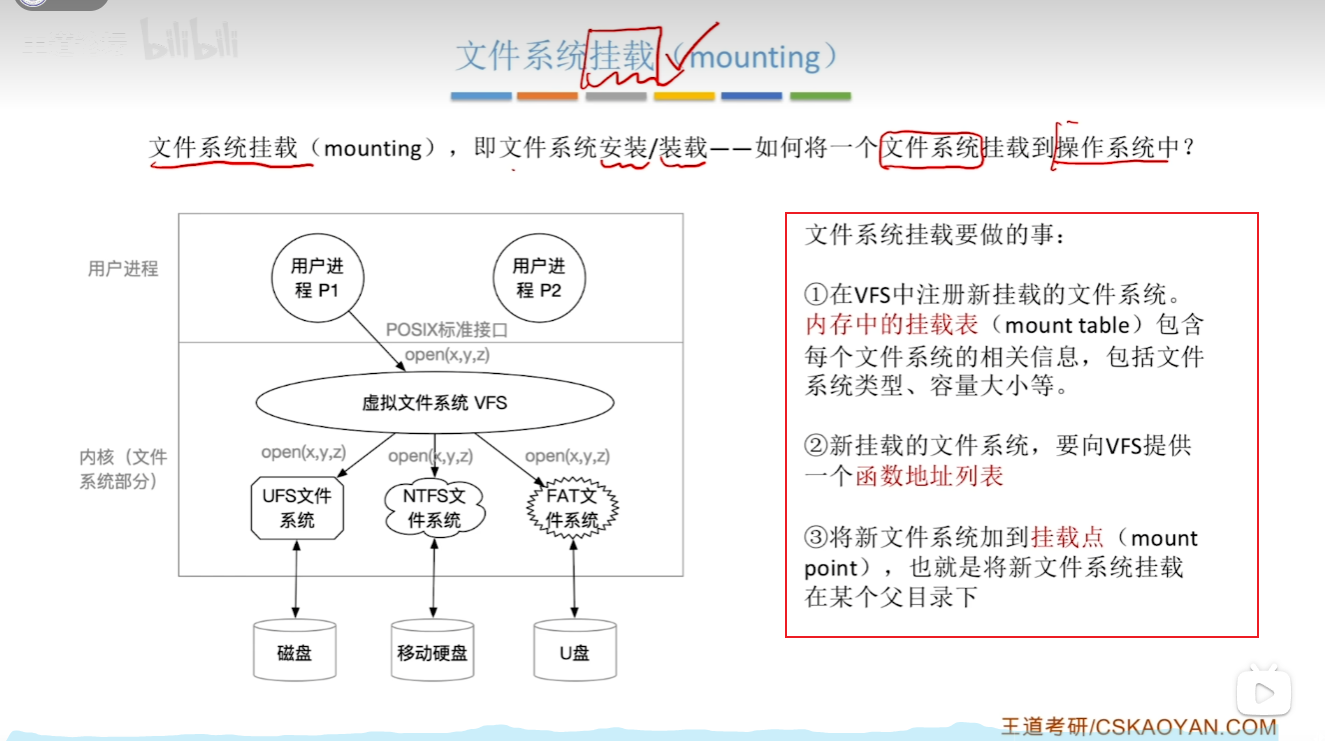 bilibili
文件系统挂载（mounting）
文件系统挂载（mounting），即文件系统安装/装载——如何将一个文件系统挂载到操作系统中？
用户进程
用户进
程 P1
用户进
程 P2
POSIX标准接口
open(x,y,z)
虚拟文件系统 VFS
内核（文件
系统部分）
open(x,y,z)
open(x,y,z)
open(x,y,z)
UFS文件
系统
NTFS文
件系统
FAT文
件系统
磁盘
移动硬盘
U盘
文件系统挂载要做的事：
①在VFS中注册新挂载的文件系统。
内存中的挂载表（mount table）包含
每个文件系统的相关信息，包括文件
系统类型、容量大小等。
②新挂载的文件系统，要向VFS提供
一个函数地址列表
③将新文件系统加到挂载点（mount
point），也就是将新文件系统挂载
在某个父目录下
王道考研/CSKAOYAN.COM